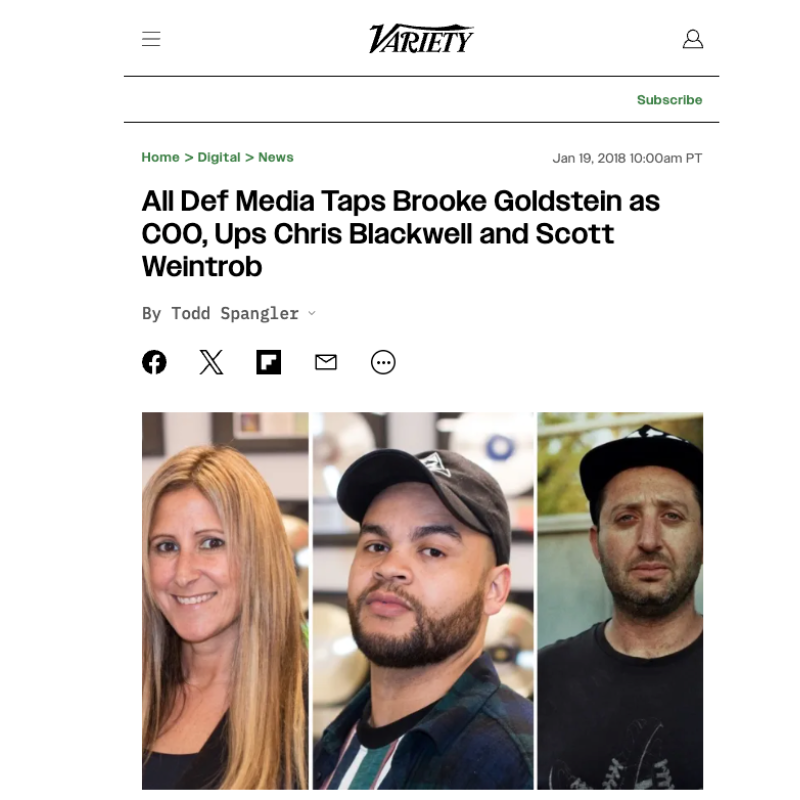 VARIETY
Subscribe
Home > Digital > News
Jan 19, 2018 10:00am PT
All Def Media Taps Brooke Goldstein as
COO, Ups Chris Blackwell and Scott
Weintrob
By Todd Spangler